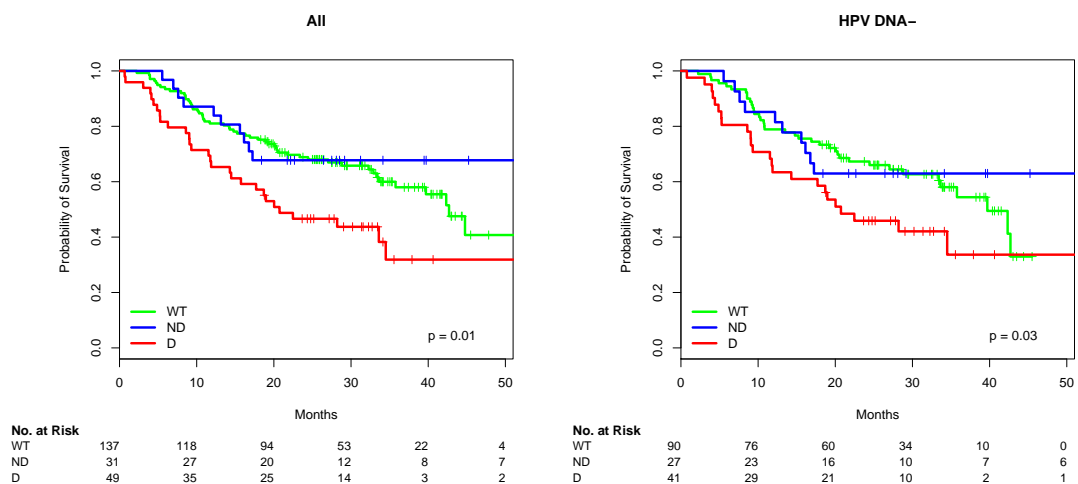 All
Probability of Survival
1.0
0.8
0.6
0.4
0.2
0.0
WT
ND
D
p = 0.01
0 10 20 30 40 50
Months
No. at Risk
WT 137 118 94 53 22 4
ND 31 27 20 12 8 7
D 49 35 25 14 3 2
HPV DNA−
Probability of Survival
1.0
0.8
0.6
0.4
0.2
0.0
WT
ND
D
p = 0.03
0 10 20 30 40 50
Months
No. at Risk
WT 90 76 60 34 10 0
ND 27 23 16 10 7 6
D 41 29 21 10 2 1